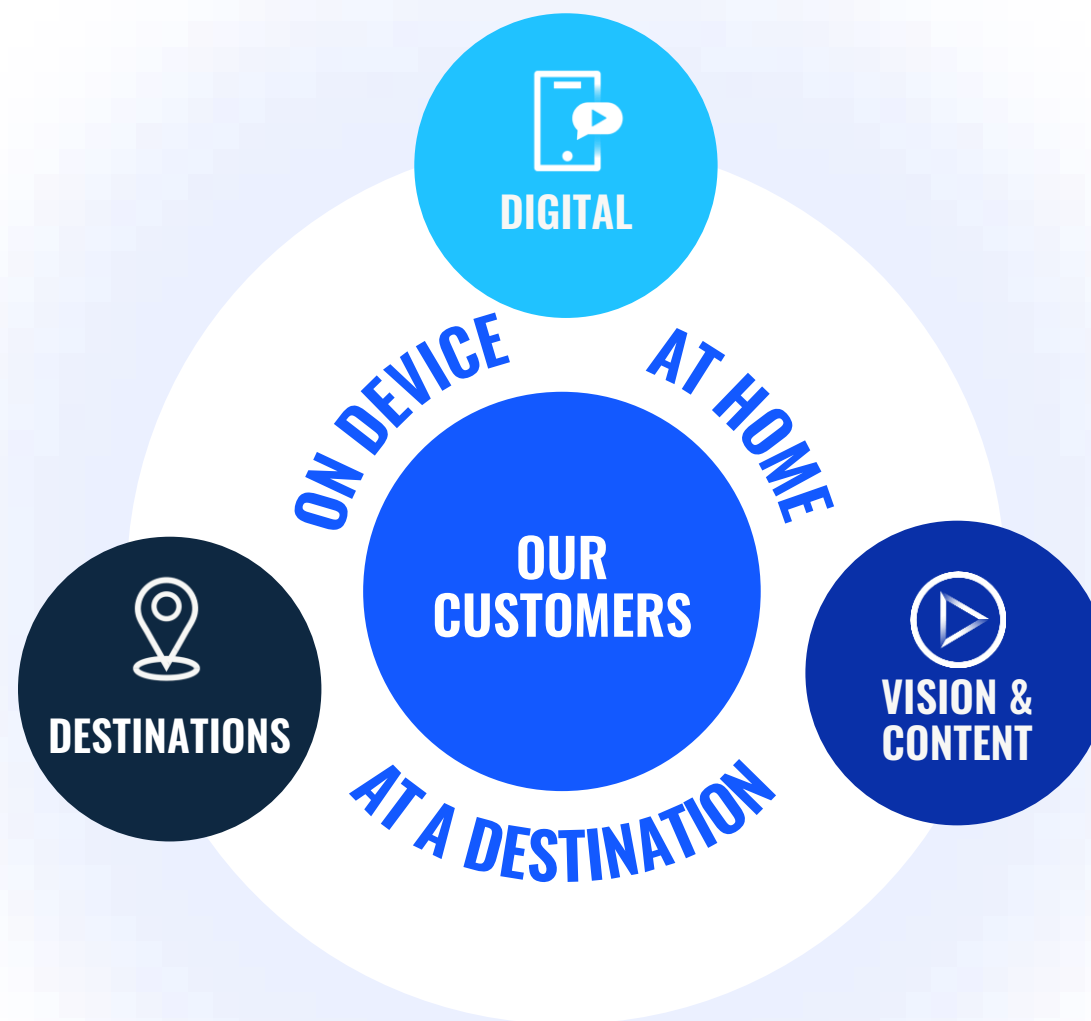 DIGITAL
ON DEVICE
AT HOME
OUR
CUSTOMERS
DESTINATIONS
VISION &
CONTENT
AT A DESTINATION